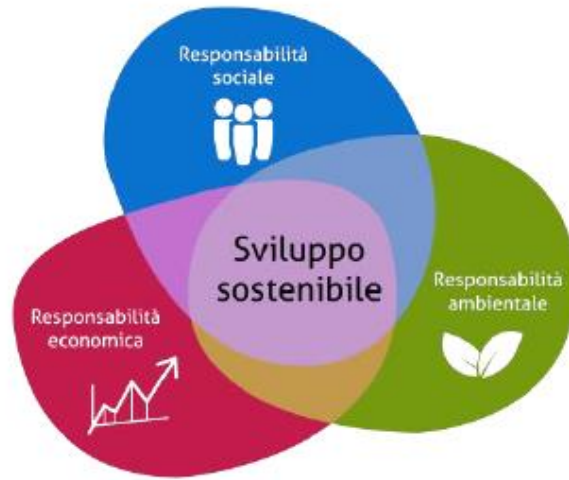 Responsabilità
sociale
Sviluppo
sostenibile
Responsabilità
ambientale
Responsabilità
economica